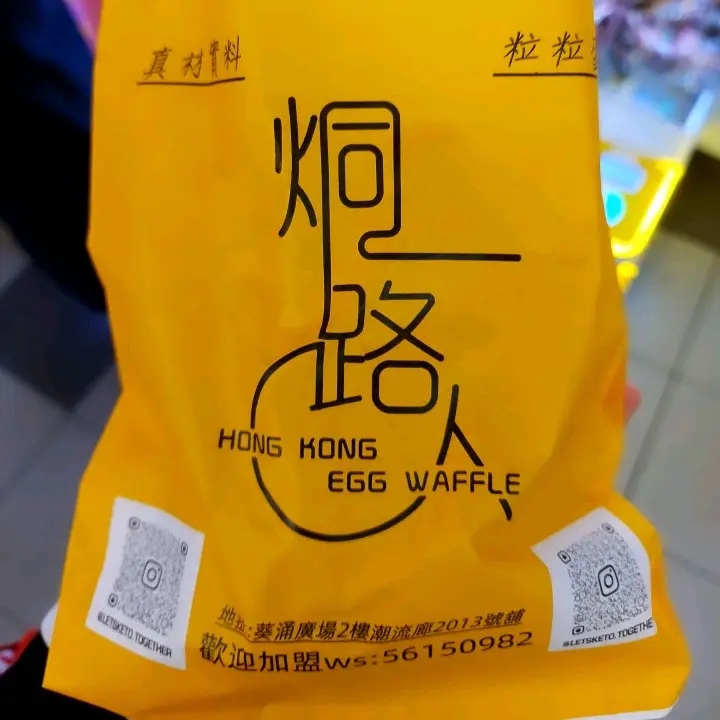 真材實料
粒粒
烔
路
人
HONG KONG
EGG WAFFLE
@LETSKETO.TOGETHER
@LETSKETO.TOGETHE
地址:葵涌廣場2樓潮流廊2013號舖
歡迎加盟ws:56150982